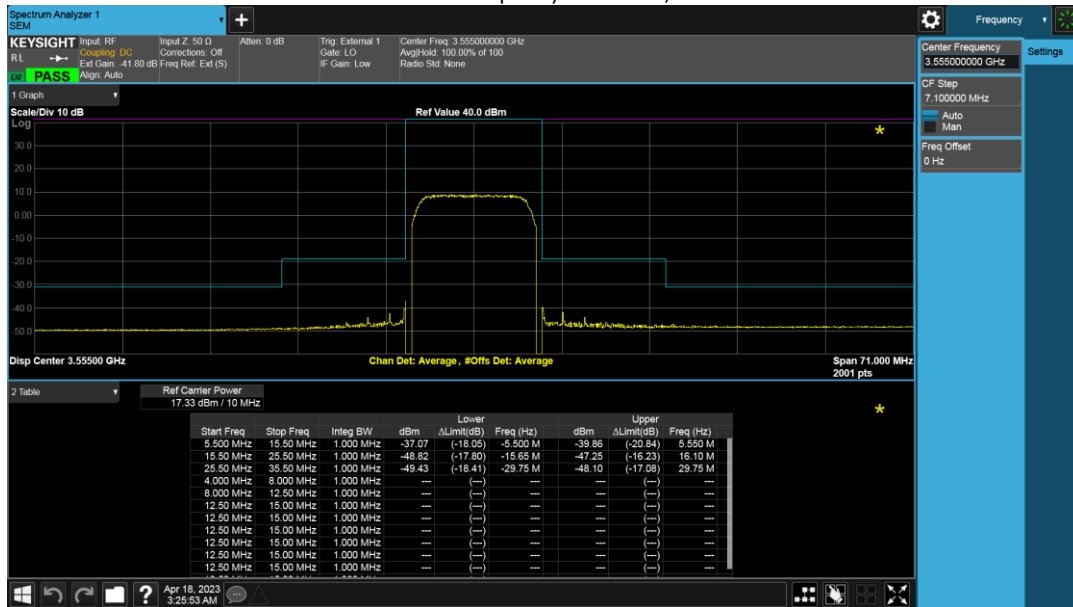 Spectrum Analyzer 1
SEM
+
Frequency
KEYSIGHT Input: RF Input Z: 50 Ω Atten: 0 dB Trig: External 1 Center Freq: 3.555000000 GHz
RL Coupling: DC Corrections: Off Gate: LO Avg|Hold: 100.00% of 100
Ext Gain: -41.80 dB Freq Ref: Ext (S) IF Gain: Low Radio Std: None
PASS Align: Auto
Center Frequency
3.555000000 GHz
Settings
CF Step
7.100000 MHz
Auto
Man
Freq Offset
0 Hz
1 Graph
Scale/Div 10 dB Ref Value 40.0 dBm
Log
30.0
20.0
10.0
0.00
-10.0
-20.0
-30.0
-40.0
-50.0
Disp Center 3.55500 GHz Chan Det: Average, #Offs Det: Average Span 71.000 MHz
2001 pts
2 Table Ref Carrier Power
17.33 dBm / 10 MHz
Lower Upper
Start Freq Stop Freq Integ BW dBm ΔLimit(dB) Freq (Hz) dBm ΔLimit(dB) Freq (Hz)
5.500 MHz 15.50 MHz 1.000 MHz -37.07 (-18.05) -5.500 M -39.86 (-20.84) 5.550 M
15.50 MHz 25.50 MHz 1.000 MHz -48.82 (-17.80) -15.65 M -47.25 (-16.23) 16.10 M
25.50 MHz 35.50 MHz 1.000 MHz -49.43 (-18.41) -29.75 M -48.10 (-17.08) 29.75 M
4.000 MHz 8.000 MHz 1.000 MHz --- (---) --- --- (---) ---
8.000 MHz 12.50 MHz 1.000 MHz --- (---) --- --- (---) ---
12.50 MHz 15.00 MHz 1.000 MHz --- (---) --- --- (---) ---
12.50 MHz 15.00 MHz 1.000 MHz --- (---) --- --- (---) ---
12.50 MHz 15.00 MHz 1.000 MHz --- (---) --- --- (---) ---
12.50 MHz 15.00 MHz 1.000 MHz --- (---) --- --- (---) ---
12.50 MHz 15.00 MHz 1.000 MHz --- (---) --- --- (---) ---
12.50 MHz 15.00 MHz 1.000 MHz --- (---) --- --- (---) ---
?
Apr 18, 2023
3:25:53 AM